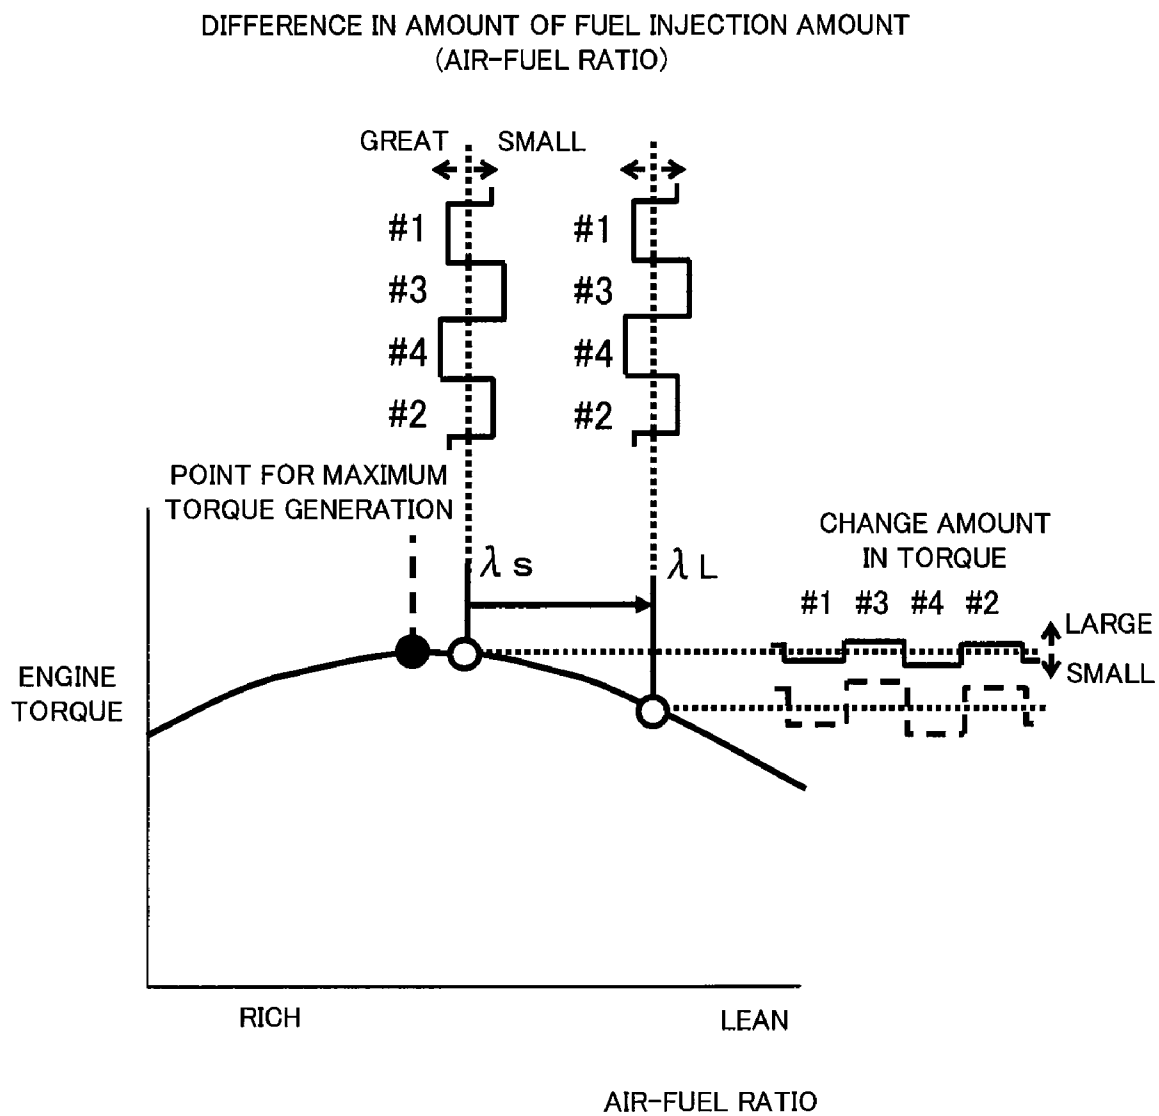 DIFFERENCE IN AMOUNT OF FUEL INJECTION AMOUNT
(AIR-FUEL RATIO)
GREAT SMALL
#1 #1
#3 #3
#4 #4
#2 #2
POINT FOR MAXIMUM
TORQUE GENERATION
λs λL
CHANGE AMOUNT
IN TORQUE
#1 #3 #4 #2
LARGE
SMALL
ENGINE
TORQUE
RICH LEAN
AIR-FUEL RATIO